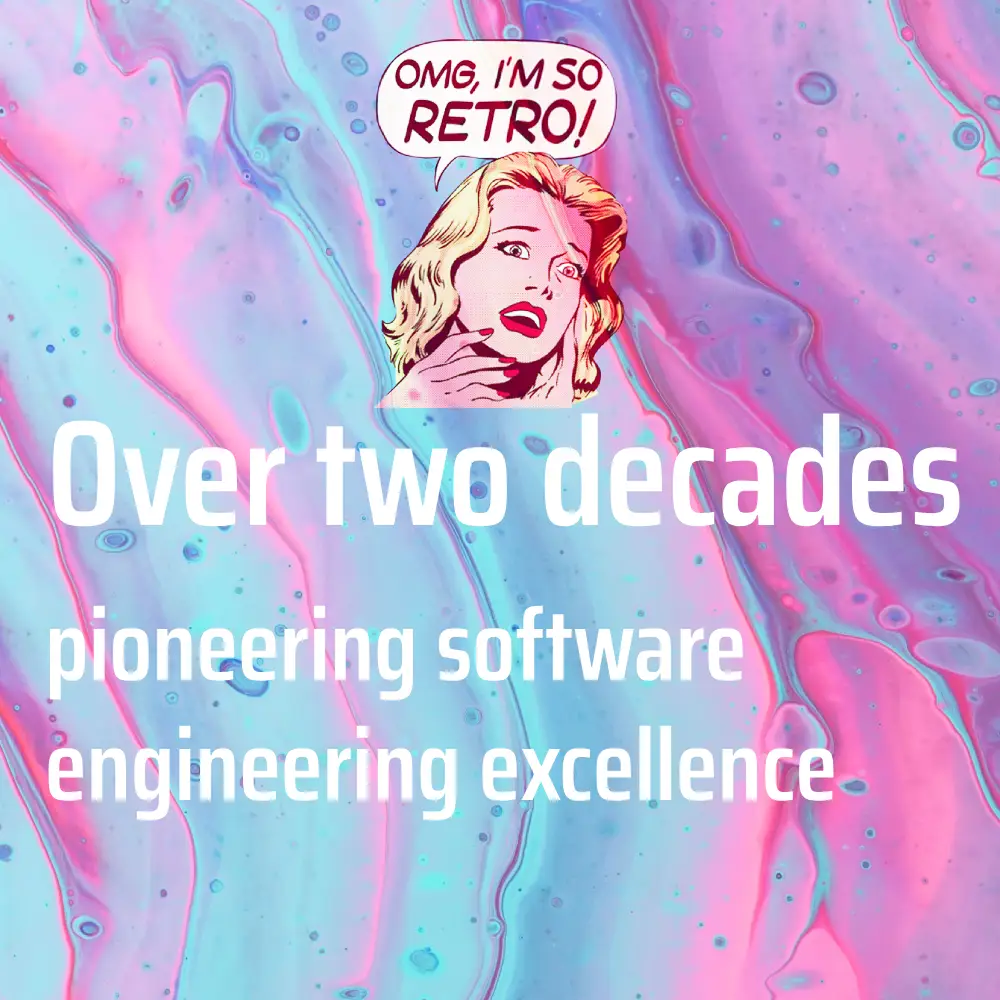 OMG, I'M SO
RETRO!
Over two decades
pioneering software
engineering excellence